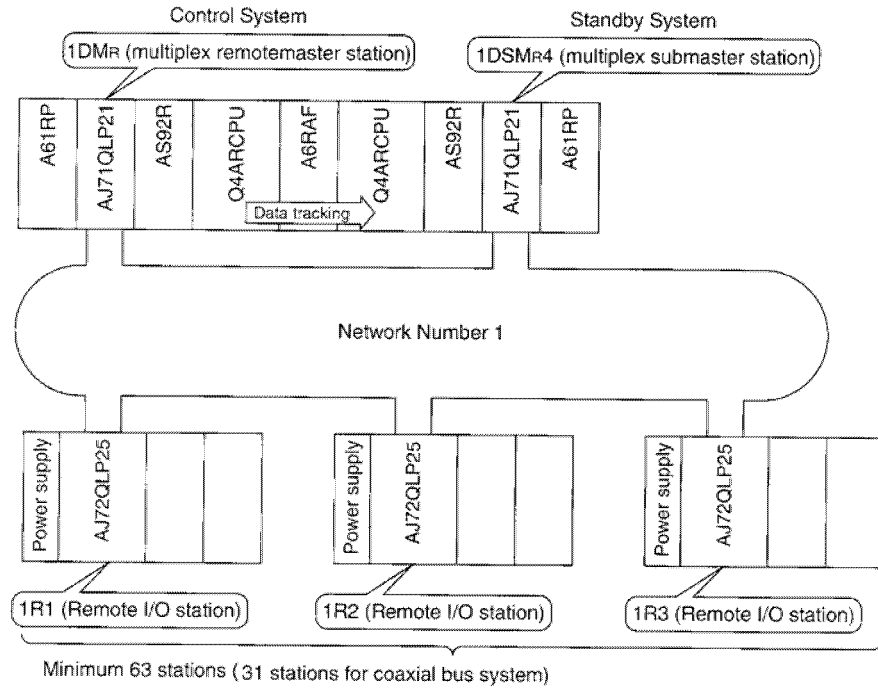 Control System
Standby System
1DMR (multiplex remotemaster station)
1DSMR4 (multiplex submaster station)
A61RP
AJ71QLP21
AS92R
Q4ARCPU
A6RAF
Q4ARCPU
AS92R
AJ71QLP21
A61RP
Data tracking
Network Number 1
Power supply
AJ72QLP25
Power supply
AJ72QLP25
Power supply
AJ72QLP25
1R1 (Remote I/O station)
1R2 (Remote I/O station)
1R3 (Remote I/O station)
Minimum 63 stations (31 stations for coaxial bus system)